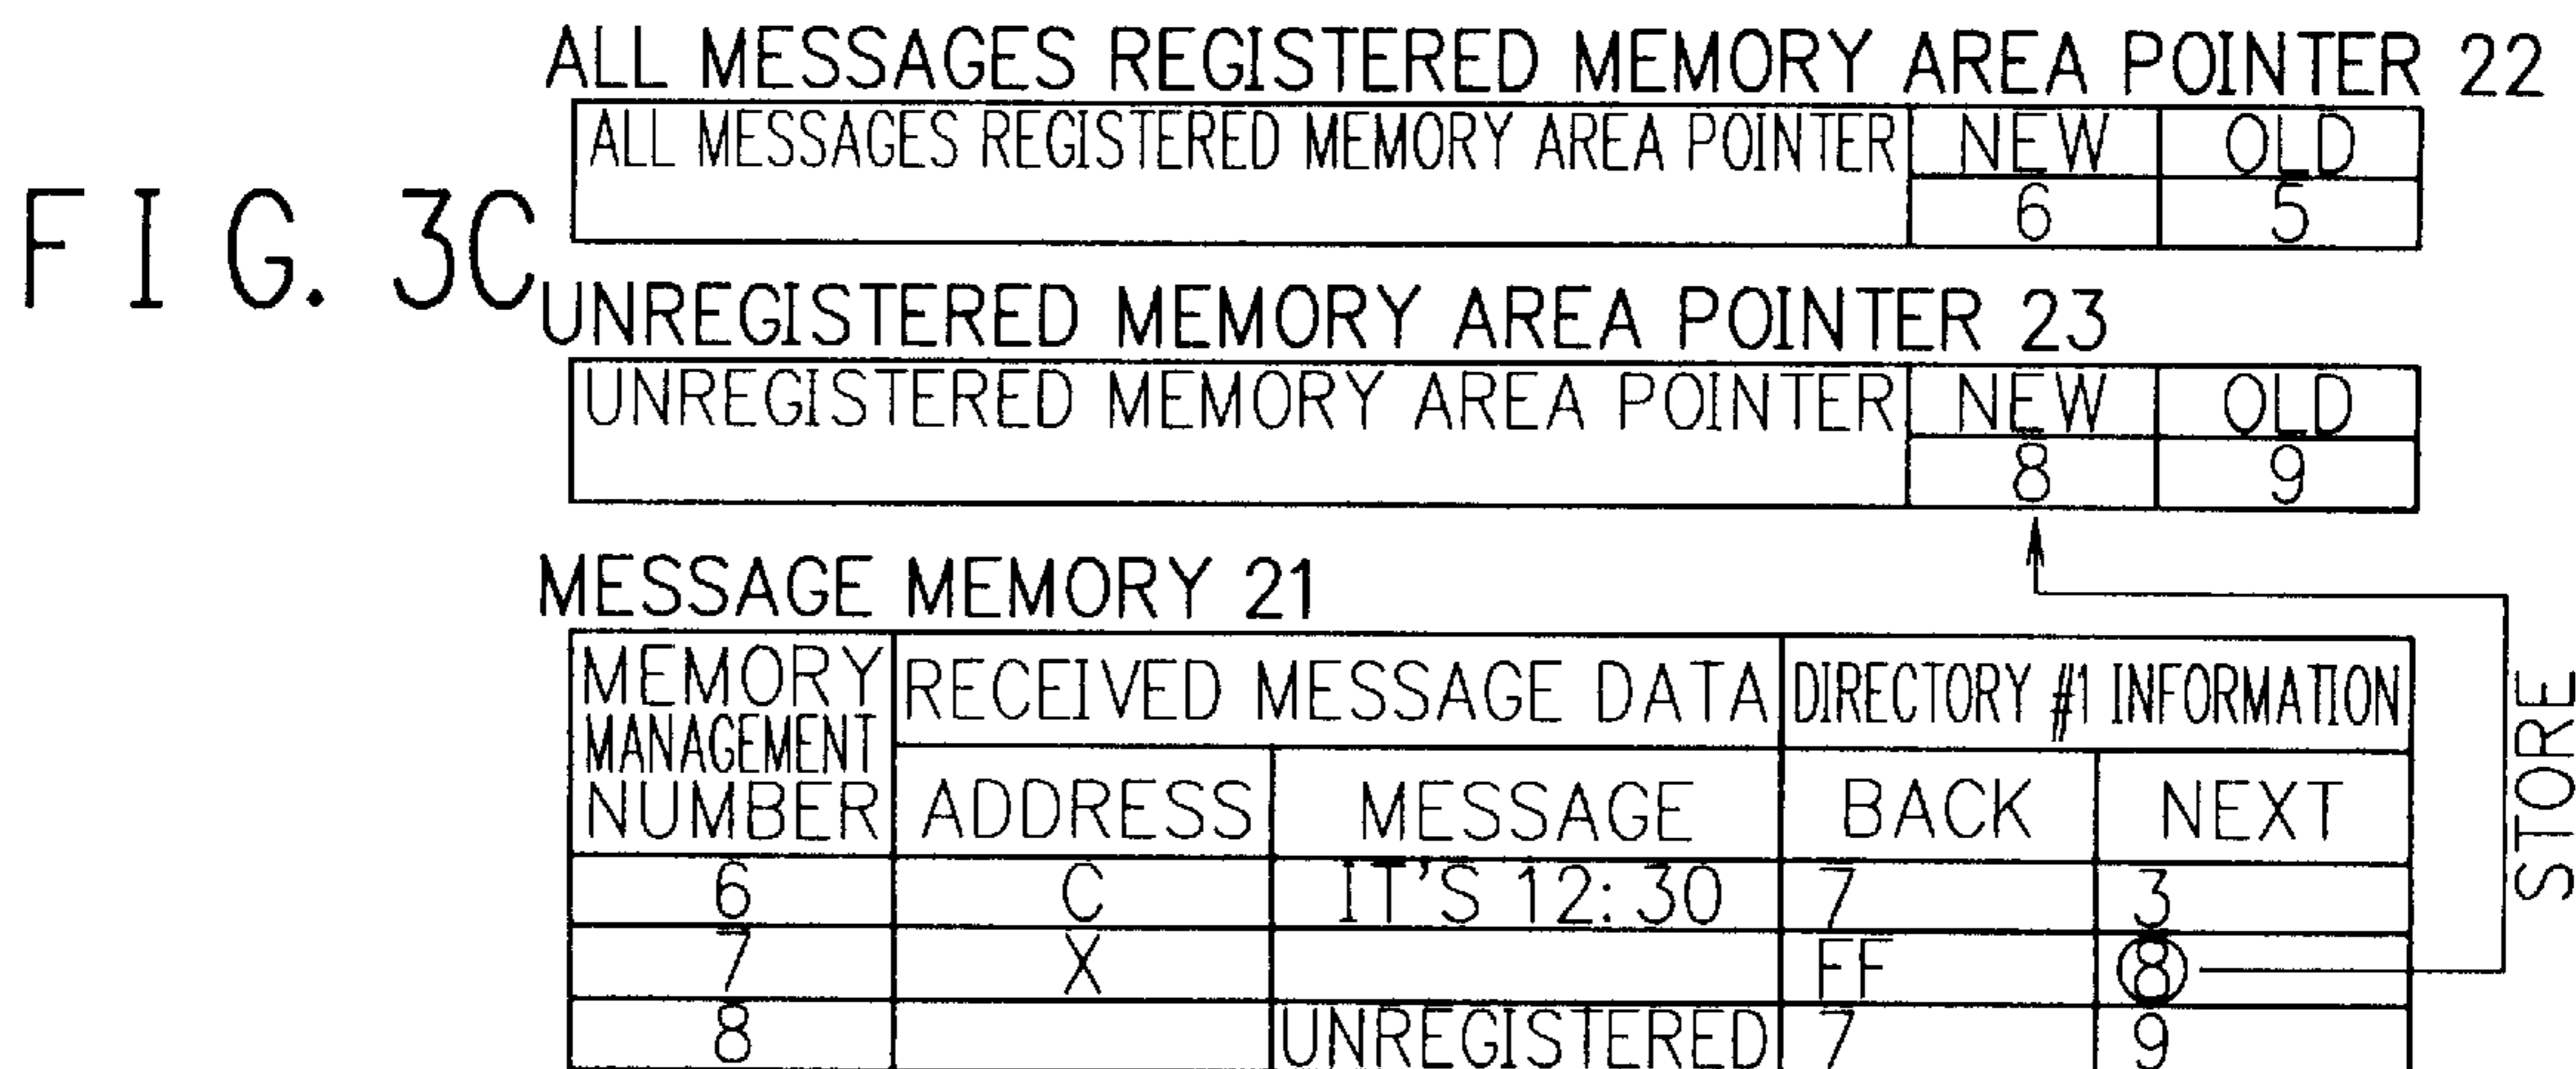 ALL MESSAGES REGISTERED MEMORY AREA POINTER 22
ALL MESSAGES REGISTERED MEMORY AREA POINTER NEW OLD
6 5
FIG. 3C
UNREGISTERED MEMORY AREA POINTER 23
UNREGISTERED MEMORY AREA POINTER NEW OLD
8 9
MESSAGE MEMORY 21
MEMORY MANAGEMENT NUMBER RECEIVED MESSAGE DATA DIRECTORY #1 INFORMATION
ADDRESS MESSAGE BACK NEXT
6 C IT'S 12:30 7 3
7 X FF 8
8 UNREGISTERED 7 9
STORE